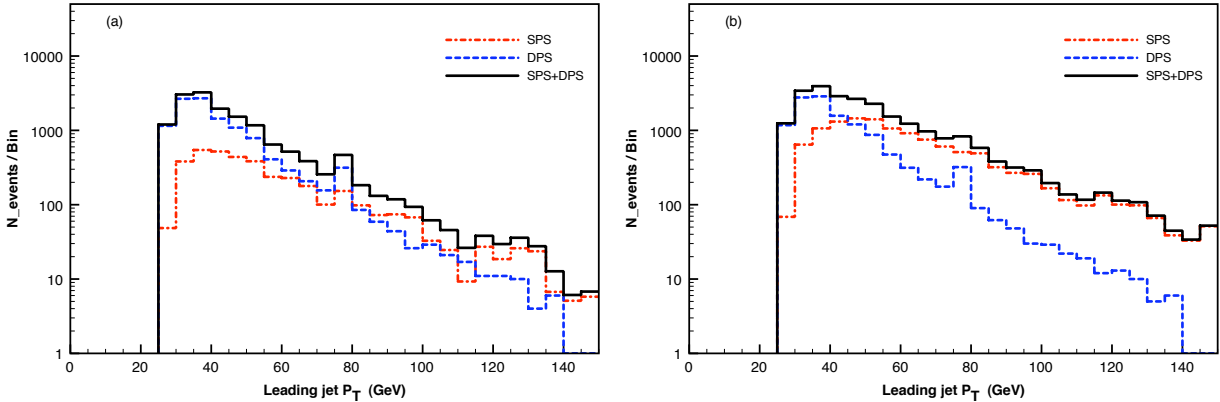 (a)
SPS
DPS
SPS+DPS
10000
1000
100
10
1
N_events / Bin
0 20 40 60 80 100 120 140
Leading jet P_T (GeV)
(b)
SPS
DPS
SPS+DPS
10000
1000
100
10
1
N_events / Bin
0 20 40 60 80 100 120 140
Leading jet P_T (GeV)